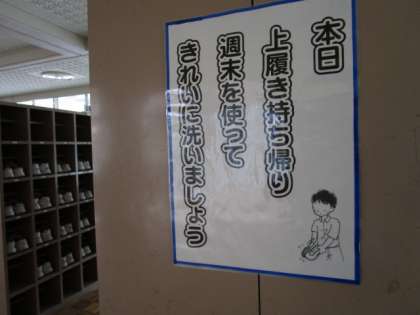 本日
上履き持ち帰り
週末を使って
きれいに洗いましょう